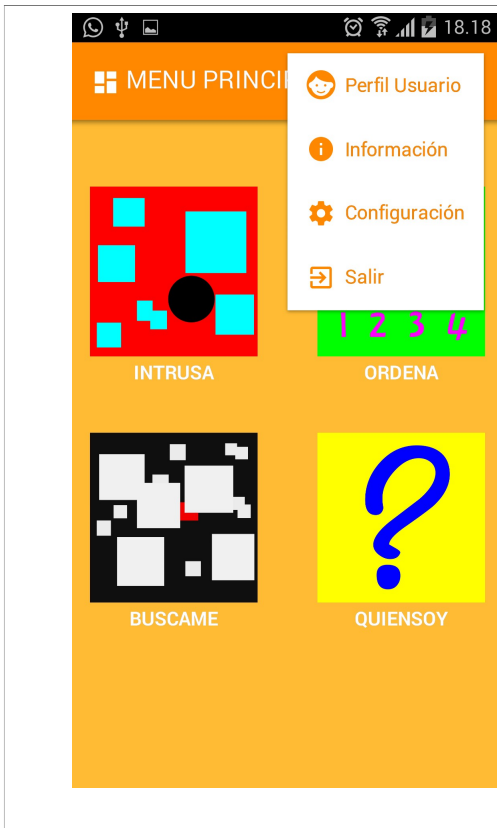 18.18
MENU PRINCI
Perfil Usuario
Información
Configuración
Salir
1 2 3 4
INTRUSA
ORDENA
BUSCAME
QUIENSOY